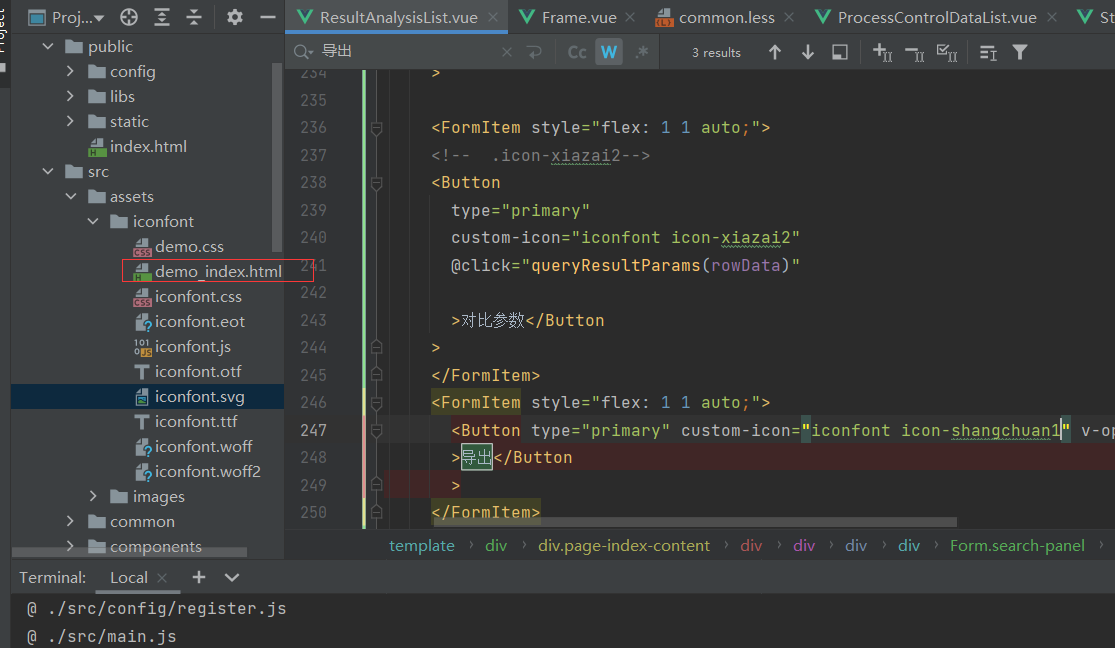 Project
Proj...
ResultAnalysisList.vue
Frame.vue
common.less
ProcessControlDataList.vue
St
导出
Cc
W
.*
3 results
public
config
libs
static
index.html
src
assets
iconfont
demo.css
demo_index.html
iconfont.css
iconfont.eot
iconfont.js
iconfont.otf
iconfont.svg
iconfont.ttf
iconfont.woff
iconfont.woff2
images
common
components
234 >
235
236 <FormItem style="flex: 1 1 auto;">
237 <!--  .icon-xiazai2-->
238 <Button
239 type="primary"
240 custom-icon="iconfont icon-xiazai2"
241 @click="queryResultParams(rowData)"
242
243 >对比参数</Button
244 >
245 </FormItem>
246 <FormItem style="flex: 1 1 auto;">
247 <Button type="primary" custom-icon="iconfont icon-shangchuan1" v-op
248 >导出</Button
249 >
250 </FormItem>
template › div › div.page-index-content › div › div › div › div › Form.search-panel ›
Terminal: Local
@ ./src/config/register.js
@ ./src/main.js